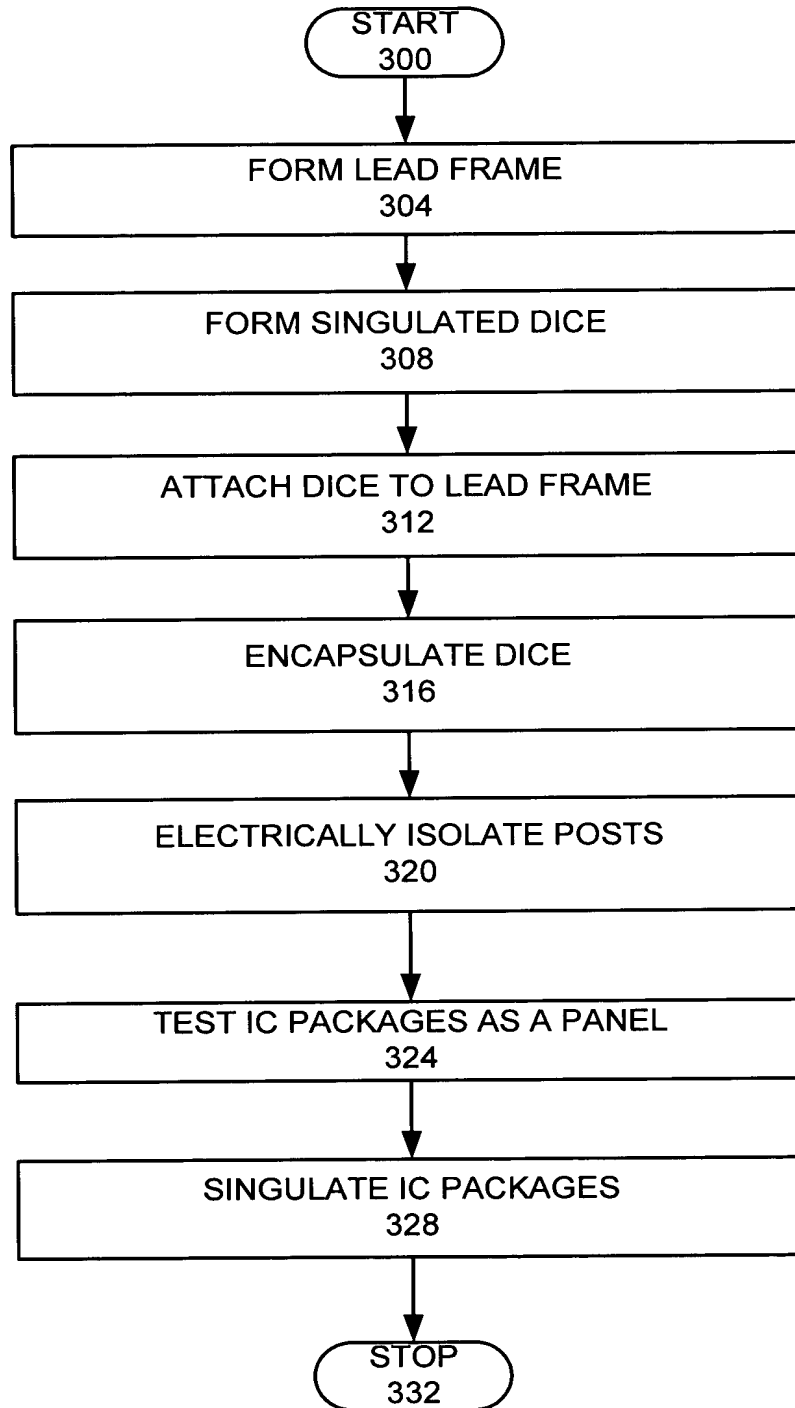 START
300
FORM LEAD FRAME
304
FORM SINGULATED DICE
308
ATTACH DICE TO LEAD FRAME
312
ENCAPSULATE DICE
316
ELECTRICALLY ISOLATE POSTS
320
TEST IC PACKAGES AS A PANEL
324
SINGULATE IC PACKAGES
328
STOP
332